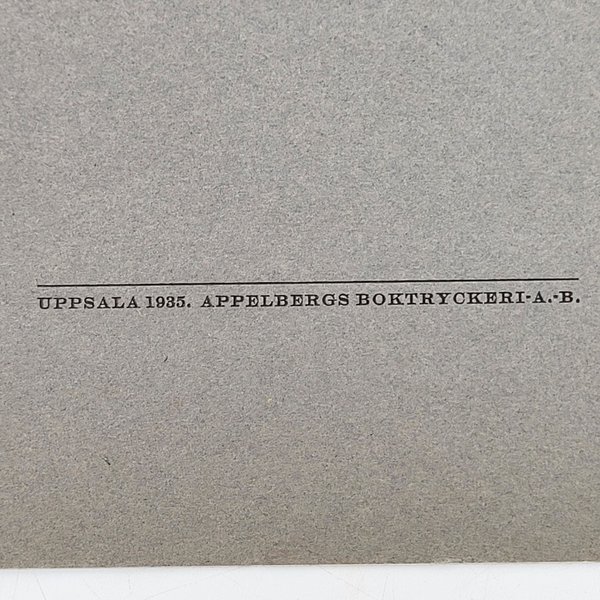 UPPSALA 1935. APPELBERGS BOKTRYCKERI-A.-B.